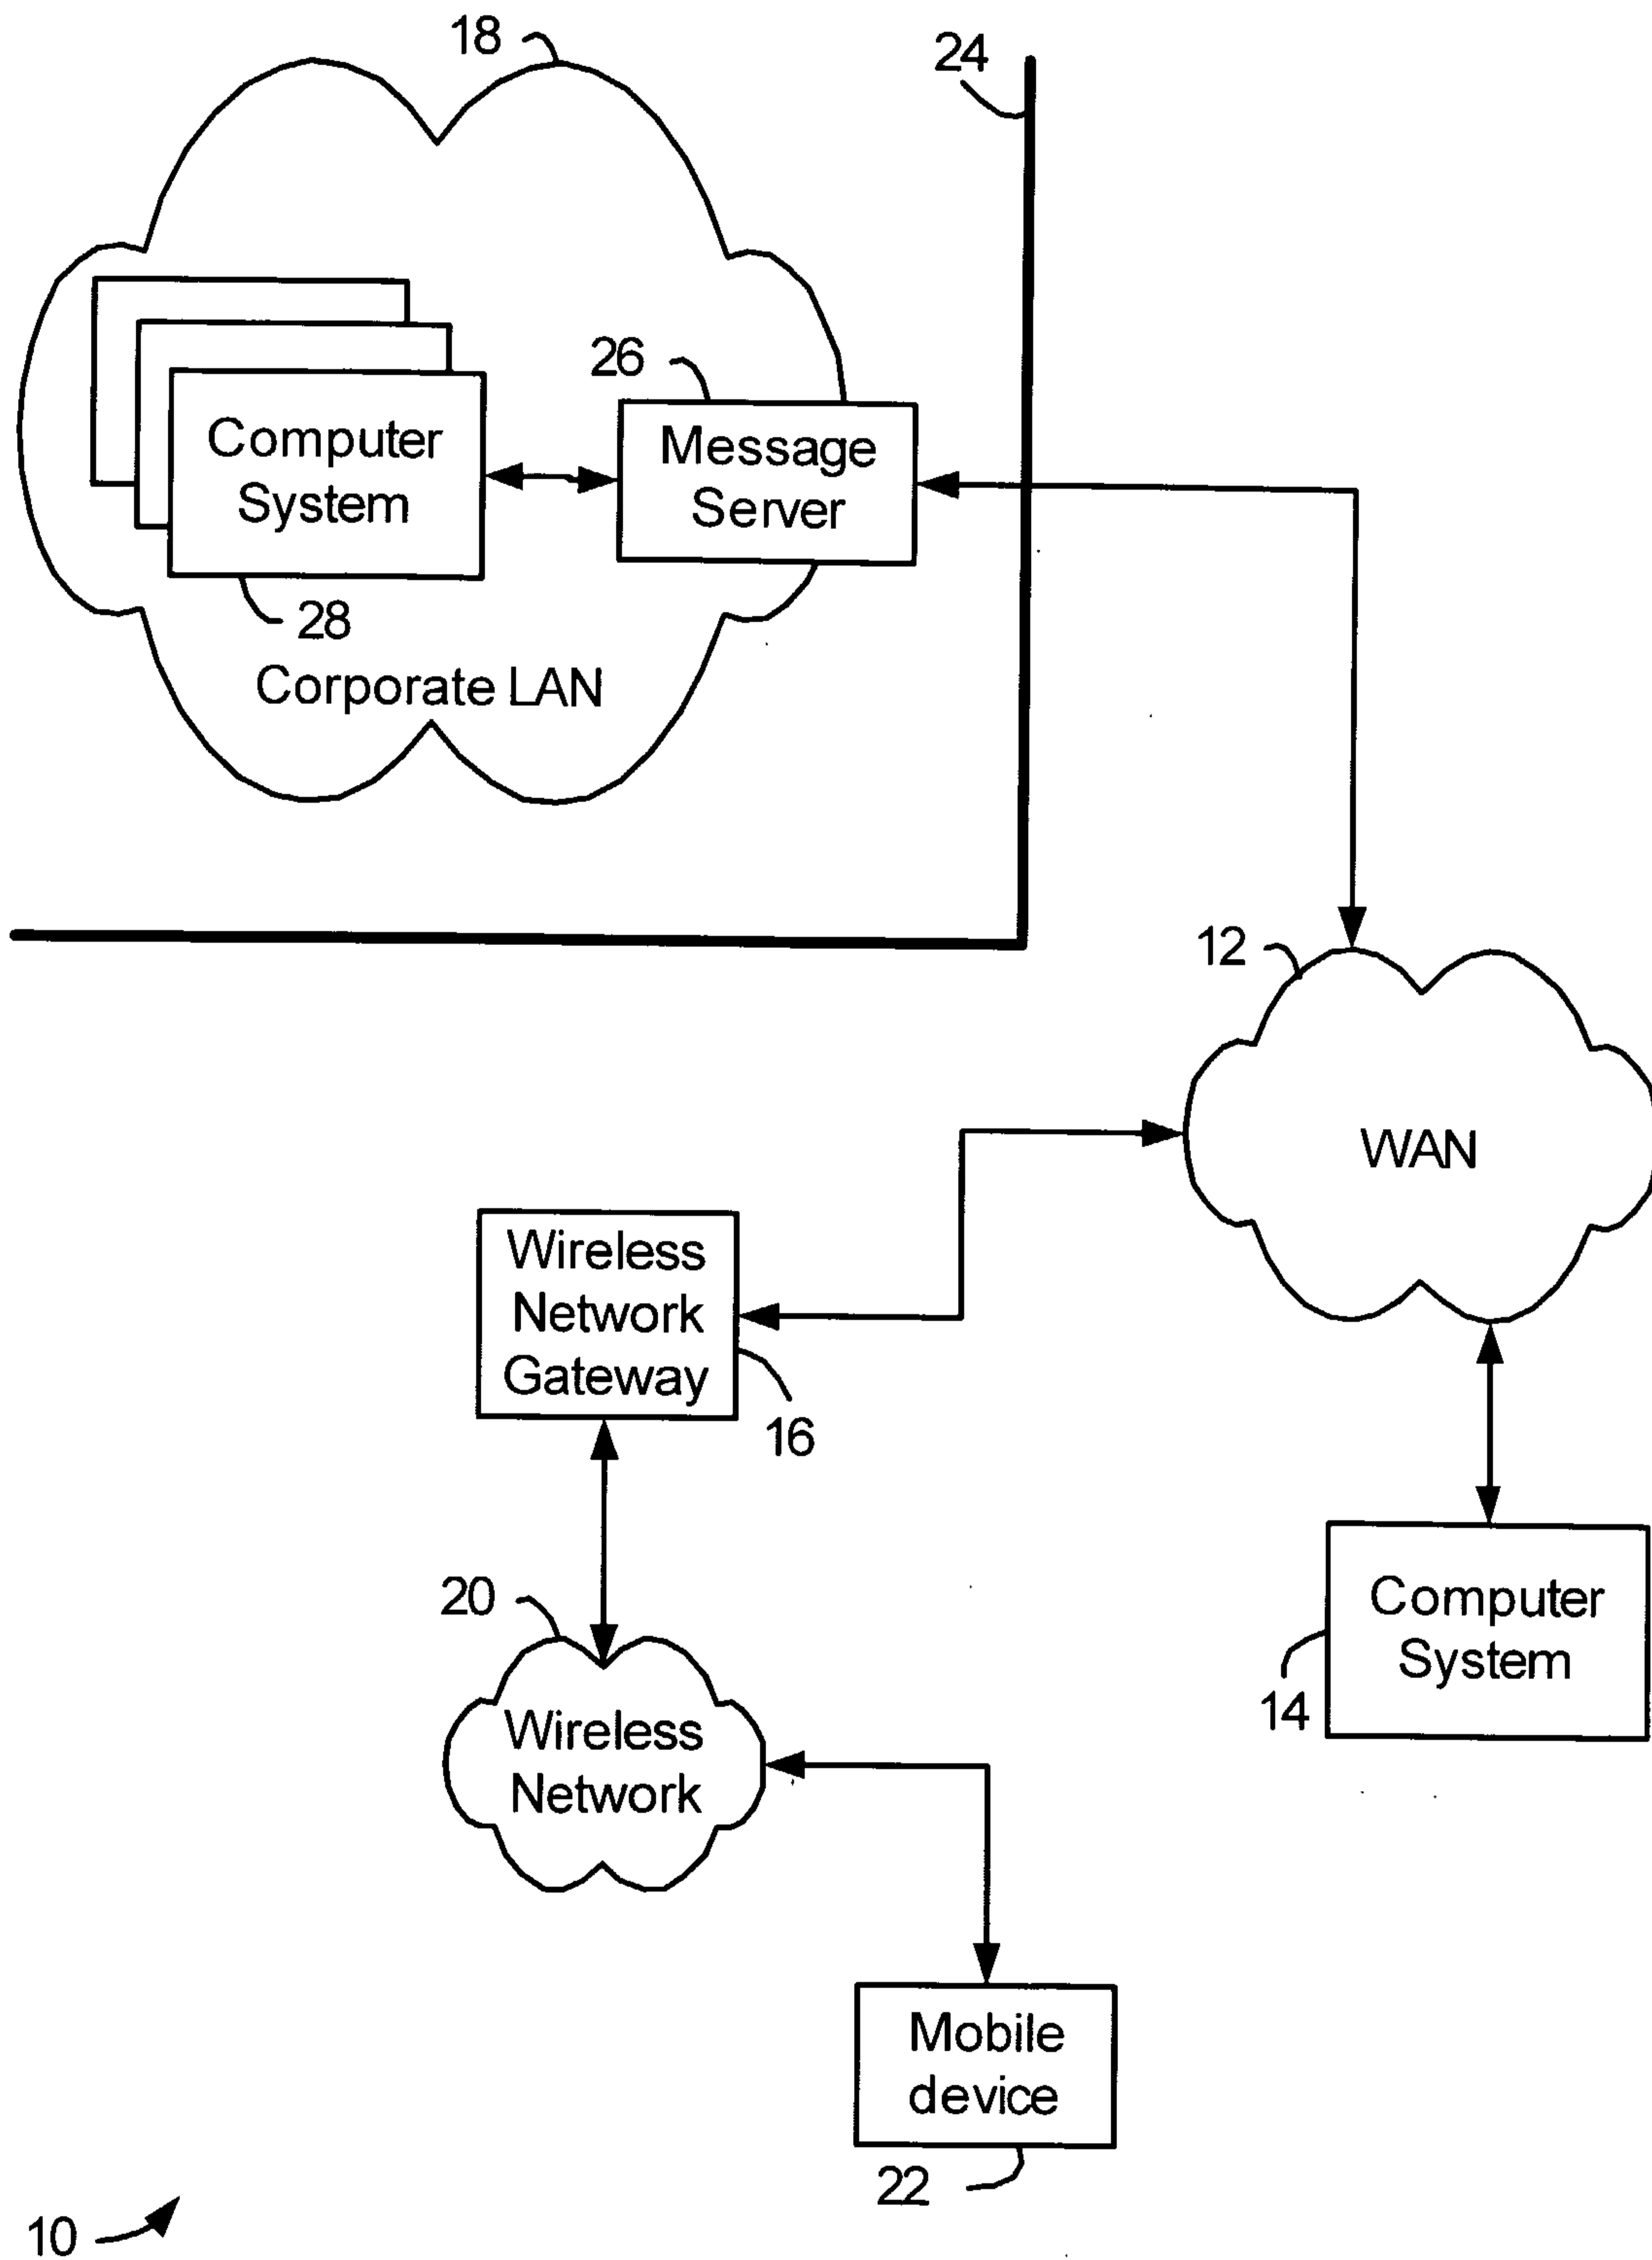 18
24
26
Computer
System
Message
Server
28
Corporate LAN
12
WAN
Wireless
Network
Gateway
16
20
Computer
System
14
Wireless
Network
Mobile
device
22
10